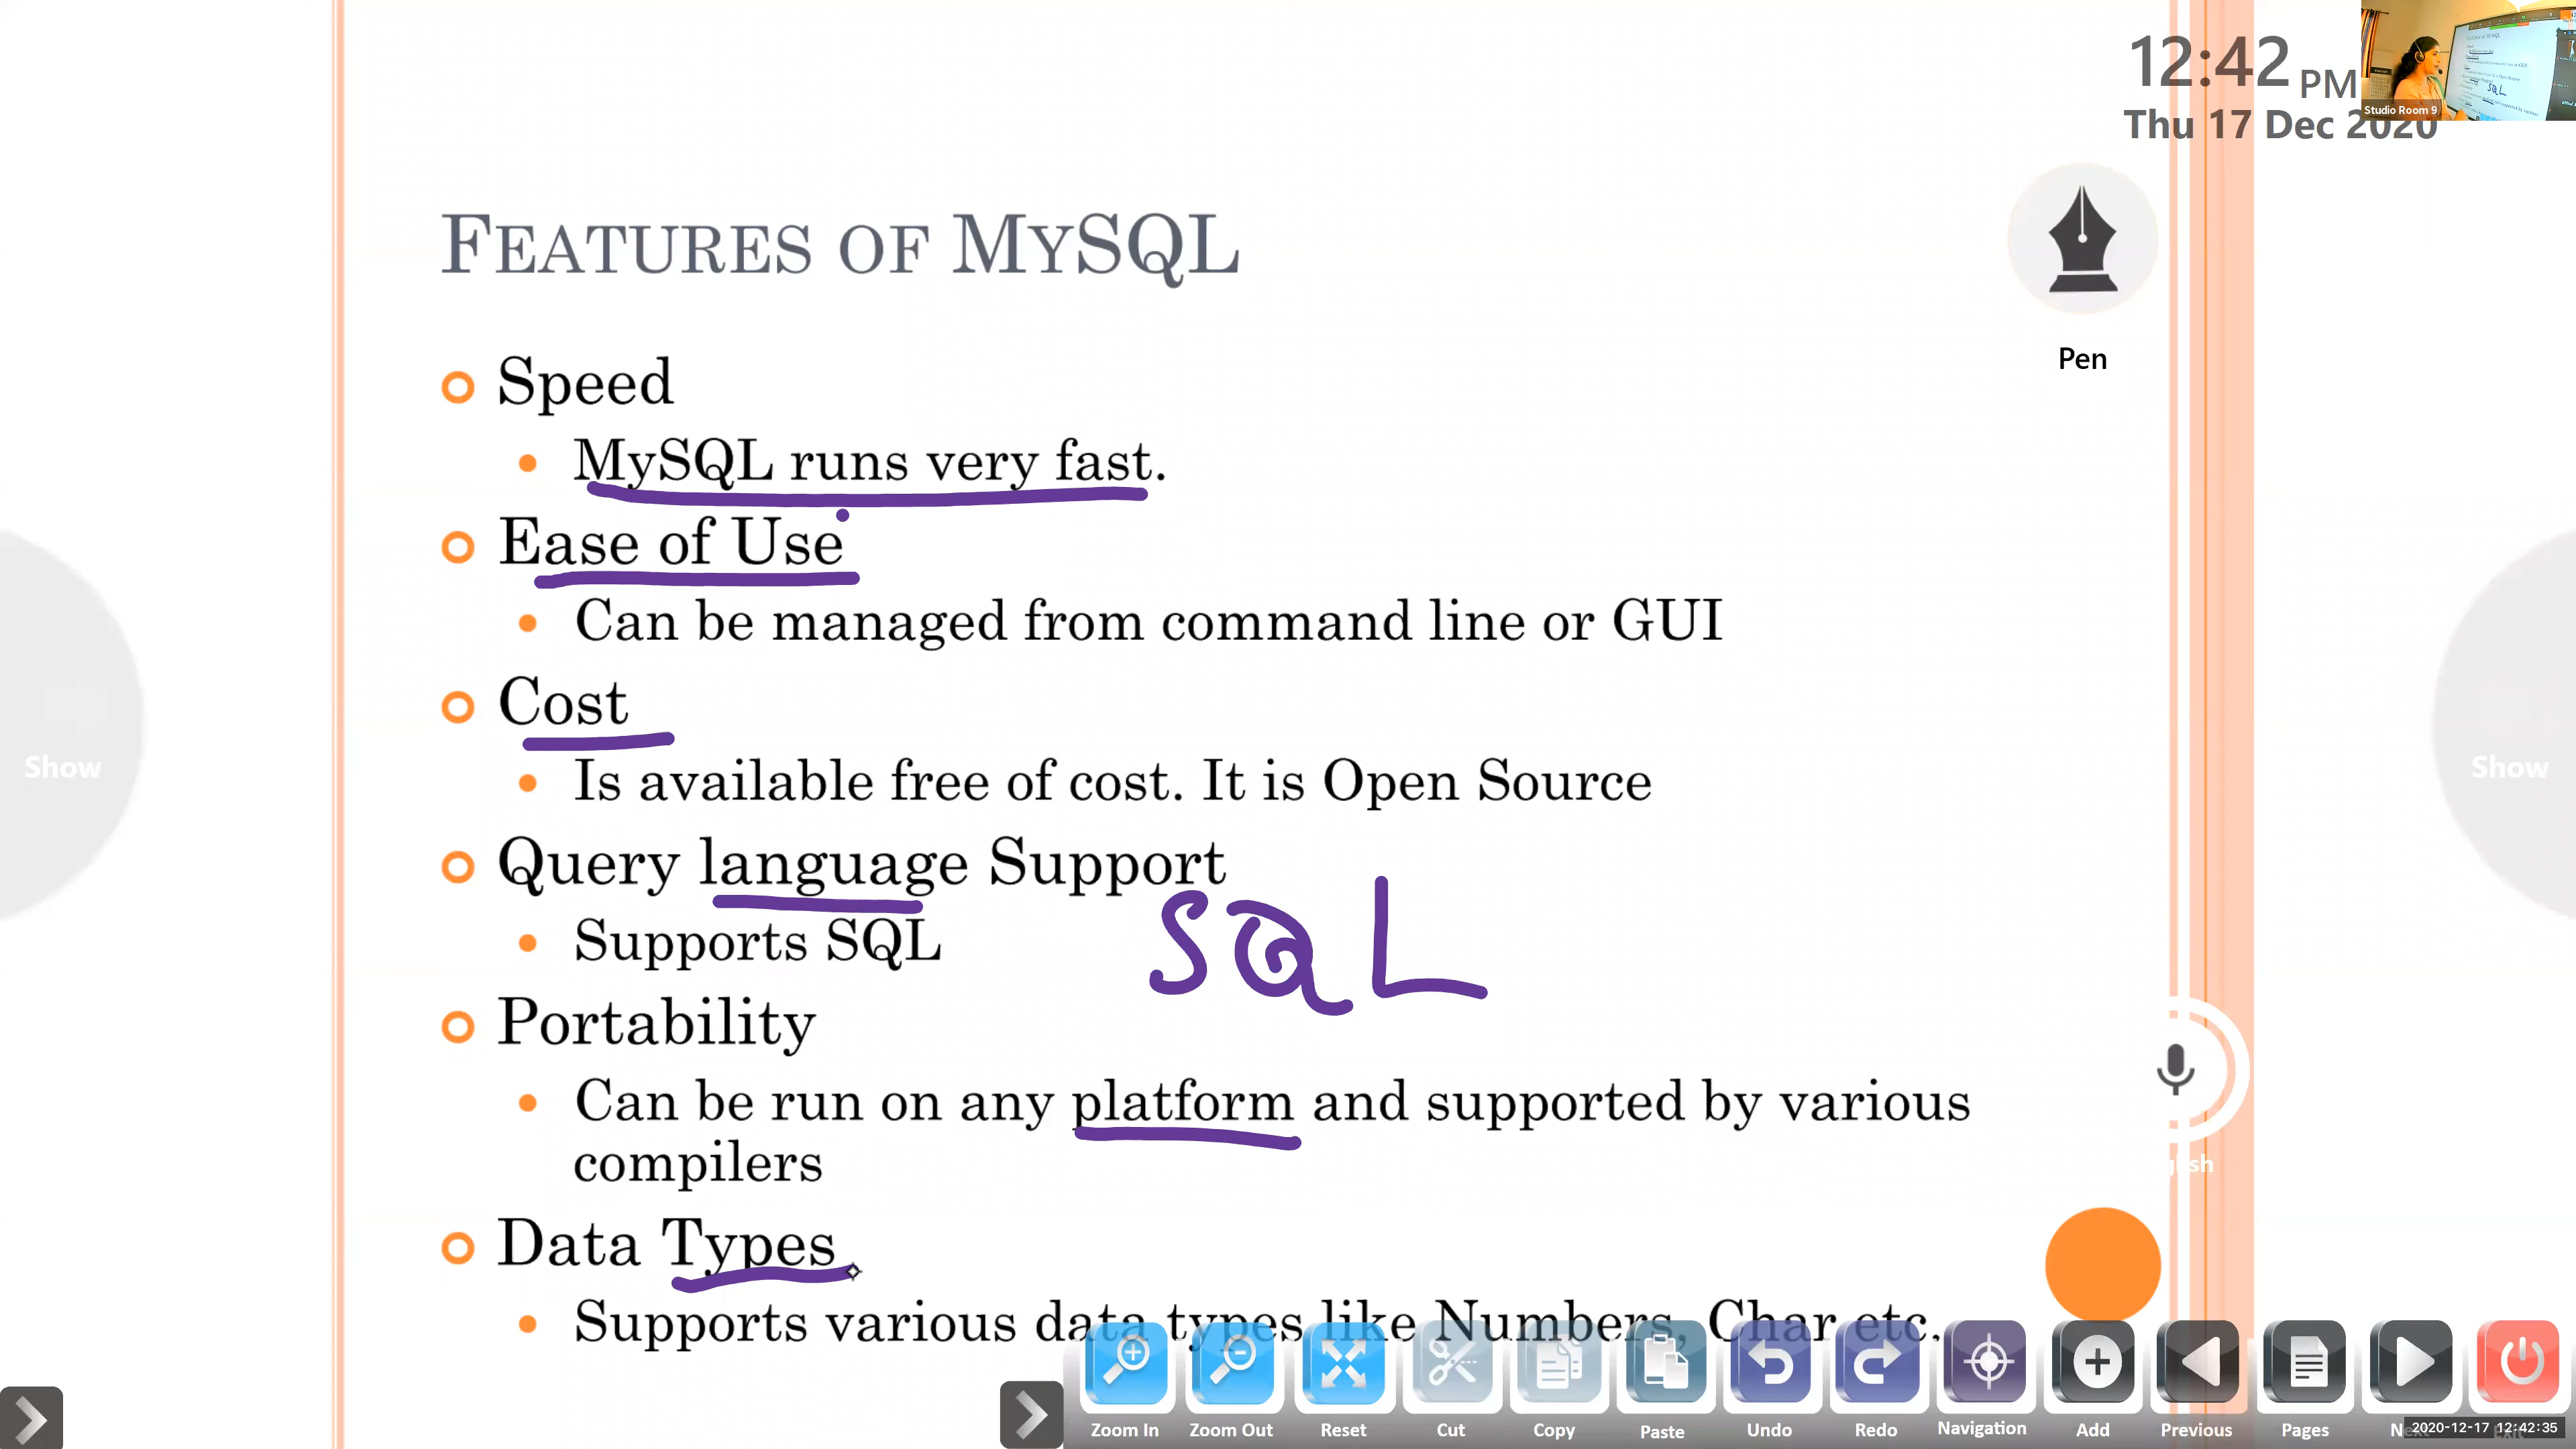 12:42 PM
Thu 17 Dec 2020
Studio Room 9
FEATURES OF MYSQL
Pen
Speed
MySQL runs very fast.
Ease of Use
Can be managed from command line or GUI
Cost
Is available free of cost. It is Open Source
Show
Show
Query language Support
SQL
Supports SQL
Portability
Can be run on any platform and supported by various
compilers
Data Types
Supports various data types like Numbers, Char etc.
Zoom In Zoom Out Reset Cut Copy Paste Undo Redo Navigation Add Previous Pages
2020-12-17 12:42:35